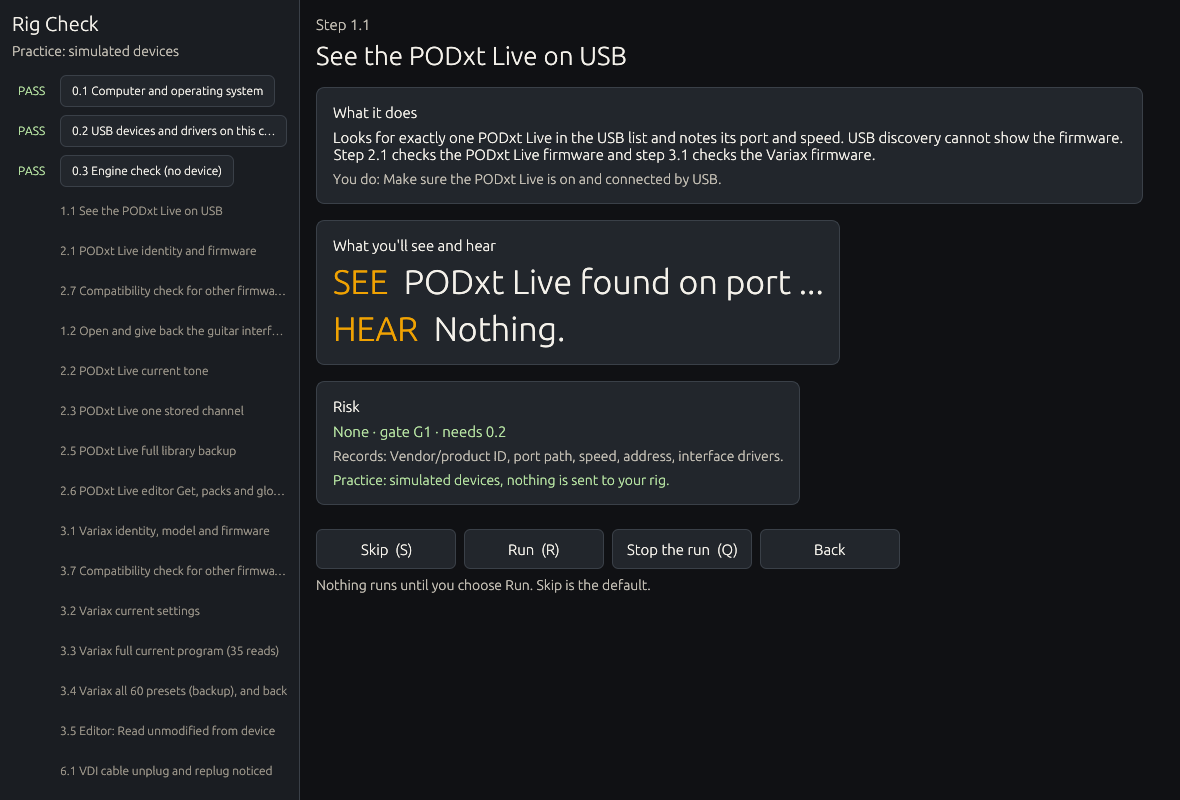 Rig Check
Practice: simulated devices
PASS 0.1 Computer and operating system
PASS 0.2 USB devices and drivers on this c...
PASS 0.3 Engine check (no device)
1.1 See the PODxt Live on USB
2.1 PODxt Live identity and firmware
2.7 Compatibility check for other firmwa...
1.2 Open and give back the guitar interf...
2.2 PODxt Live current tone
2.3 PODxt Live one stored channel
2.5 PODxt Live full library backup
2.6 PODxt Live editor Get, packs and glo...
3.1 Variax identity, model and firmware
3.7 Compatibility check for other firmwa...
3.2 Variax current settings
3.3 Variax full current program (35 reads)
3.4 Variax all 60 presets (backup), and back
3.5 Editor: Read unmodified from device
6.1 VDI cable unplug and replug noticed
Step 1.1
See the PODxt Live on USB
What it does
Looks for exactly one PODxt Live in the USB list and notes its port and speed. USB discovery cannot show the firmware.
Step 2.1 checks the PODxt Live firmware and step 3.1 checks the Variax firmware.
You do: Make sure the PODxt Live is on and connected by USB.
What you'll see and hear
SEE PODxt Live found on port ...
HEAR Nothing.
Risk
None · gate G1 · needs 0.2
Records: Vendor/product ID, port path, speed, address, interface drivers.
Practice: simulated devices, nothing is sent to your rig.
Skip (S) Run (R) Stop the run (Q) Back
Nothing runs until you choose Run. Skip is the default.